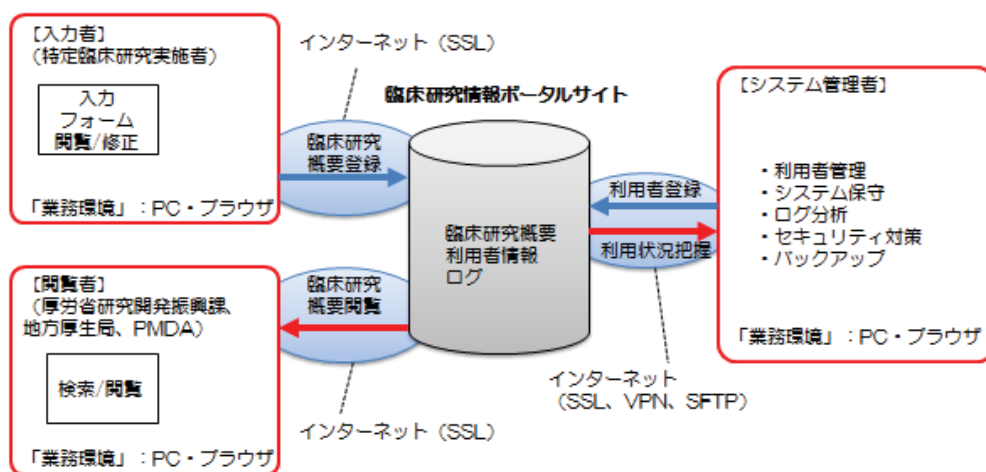 【入力者】
(特定臨床研究実施者)
入力
フォーム
閲覧/修正
「業務環境」：PC・ブラウザ
インターネット（SSL）
臨床研究情報ポータルサイト
臨床研究
概要登録
臨床研究概要
利用者情報
ログ
【閲覧者】
(厚労省研究開発振興課、
地方厚生局、PMDA)
検索/閲覧
「業務環境」：PC・ブラウザ
臨床研究
概要閲覧
インターネット（SSL）
利用者登録
利用状況把握
インターネット
（SSL、VPN、SFTP）
【システム管理者】
・利用者管理
・システム保守
・ログ分析
・セキュリティ対策
・バックアップ
「業務環境」：PC・ブラウザ